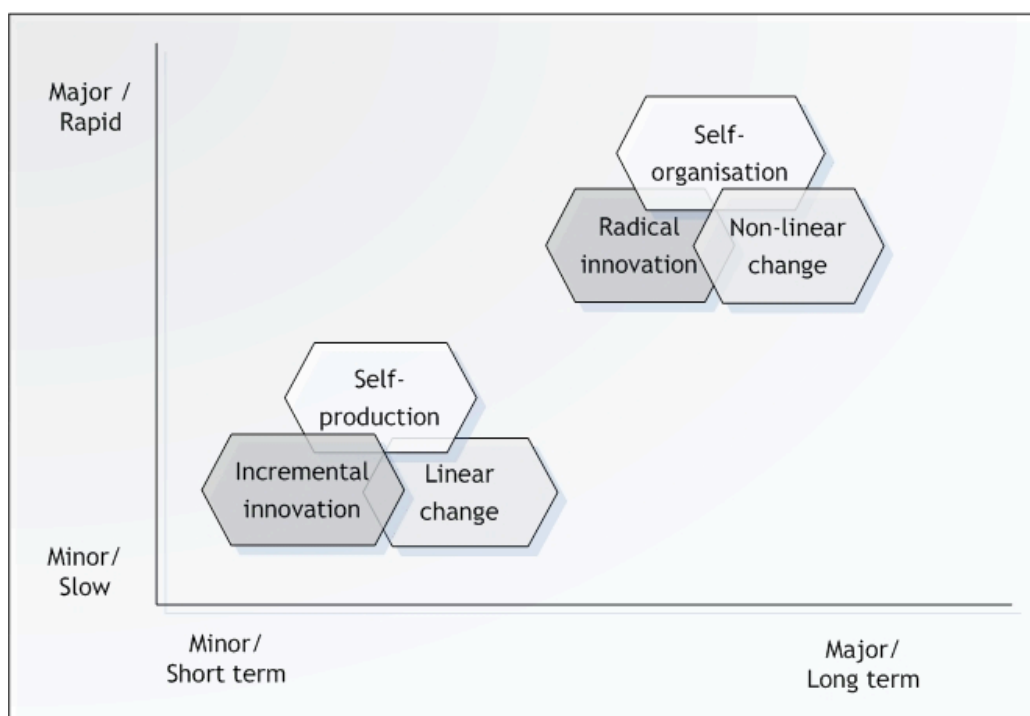 Major /
Rapid
Self-
organisation
Radical
innovation
Non-linear
change
Self-
production
Incremental
innovation
Linear
change
Minor/
Slow
Minor/
Short term
Major/
Long term